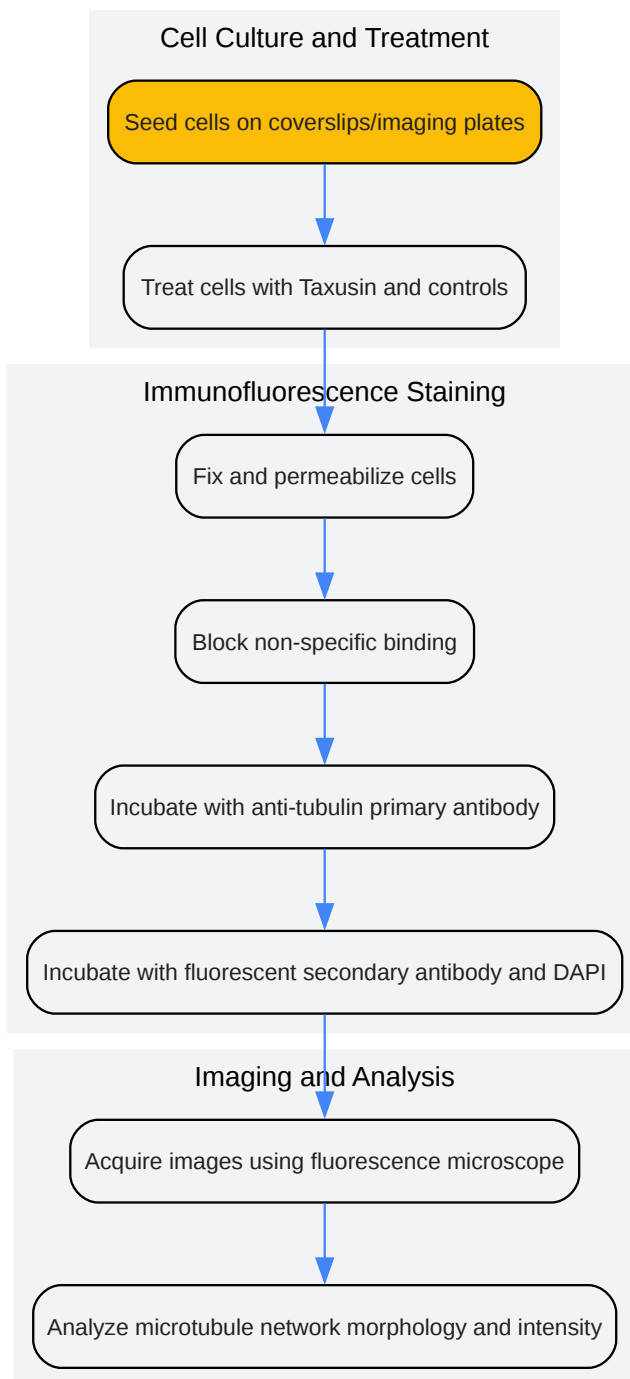 Cell Culture and Treatment
Seed cells on coverslips/imaging plates
Treat cells with Taxusin and controls
Immunofluorescence Staining
Fix and permeabilize cells
Block non-specific binding
Incubate with anti-tubulin primary antibody
Incubate with fluorescent secondary antibody and DAPI
Imaging and Analysis
Acquire images using fluorescence microscope
Analyze microtubule network morphology and intensity